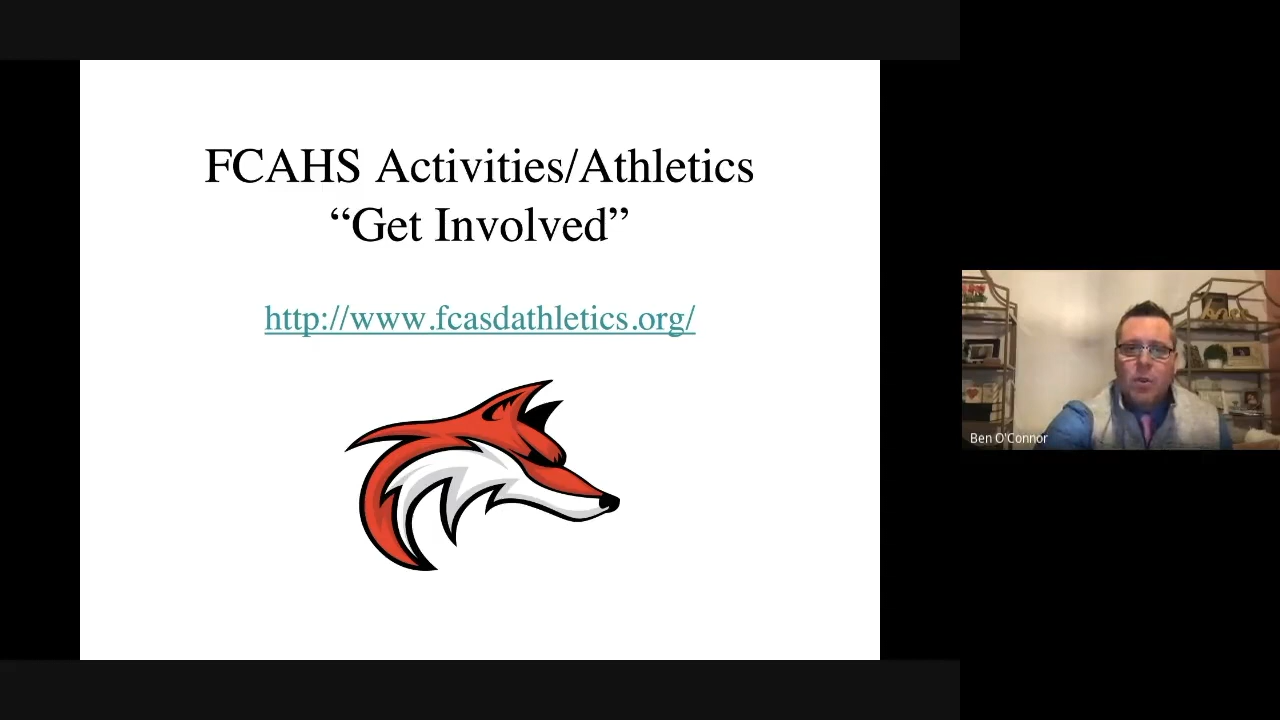 FCAHS Activities/Athletics
“Get Involved”
http://www.fcasdathletics.org/
Ben O'Connor